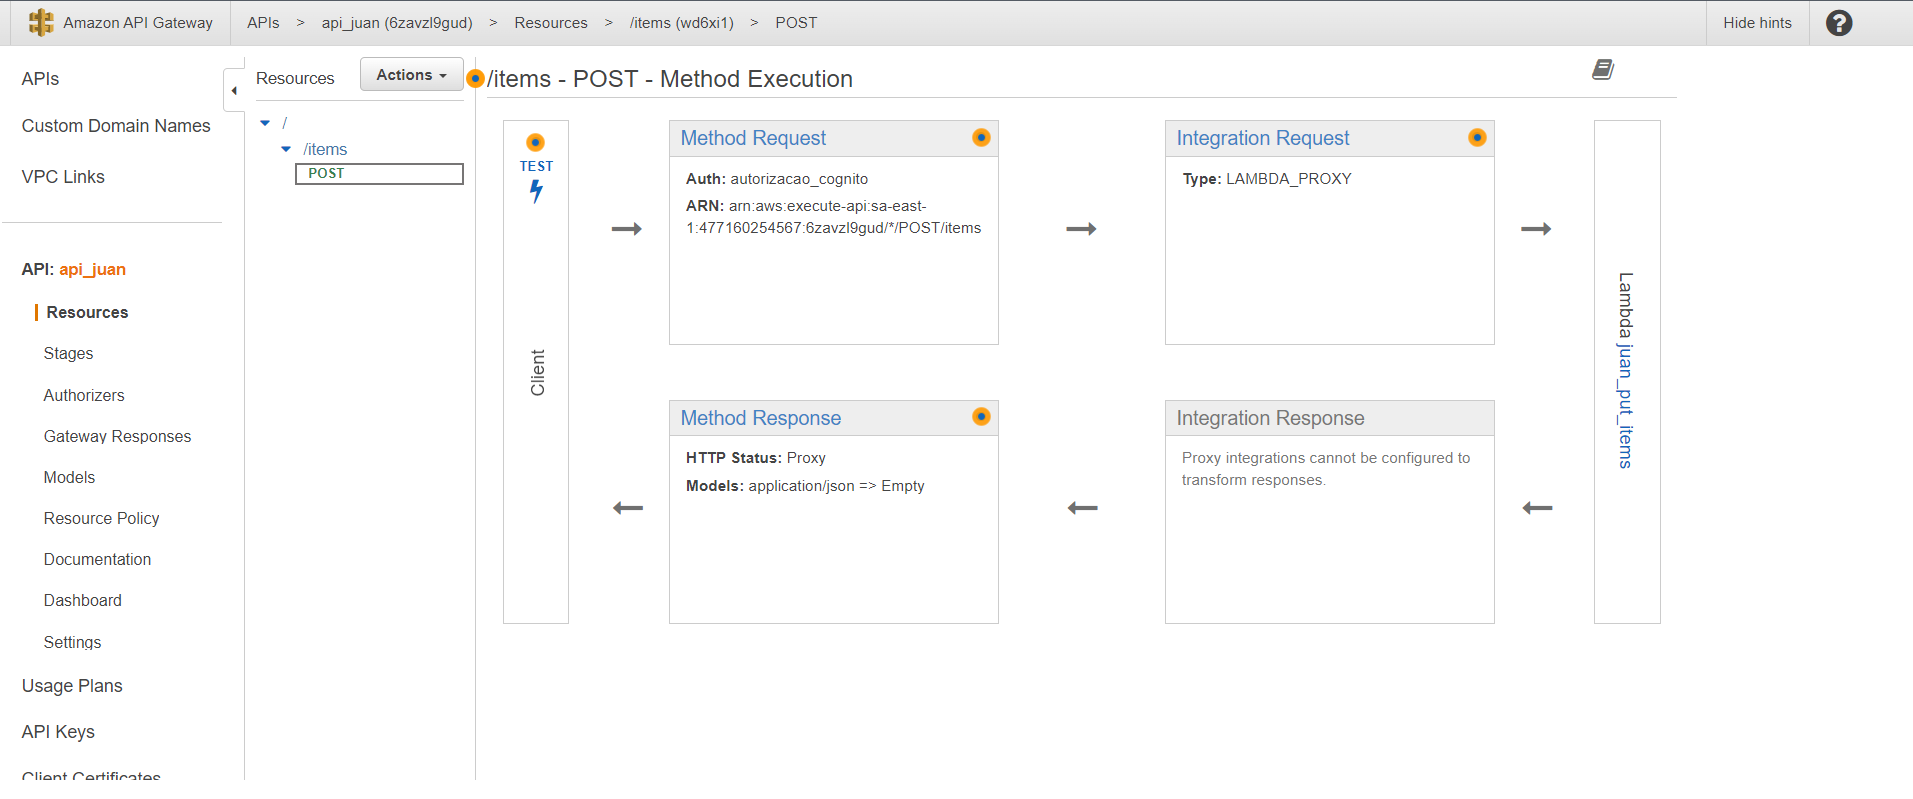 Amazon API Gateway
APIs > api_juan (6zavzl9gud) > Resources > /items (wd6xi1) > POST
Hide hints
?
APIs
Custom Domain Names
VPC Links
API: api_juan
Resources
Stages
Authorizers
Gateway Responses
Models
Resource Policy
Documentation
Dashboard
Settings
Usage Plans
API Keys
Client Certificates
Resources
Actions
/
/items
POST
/items - POST - Method Execution
TEST
Client
Method Request
Auth: autorizacao_cognito
ARN: arn:aws:execute-api:sa-east-
1:477160254567:6zavzl9gud/*/POST/items
Integration Request
Type: LAMBDA_PROXY
Lambda juan_put_items
Method Response
HTTP Status: Proxy
Models: application/json => Empty
Integration Response
Proxy integrations cannot be configured to
transform responses.